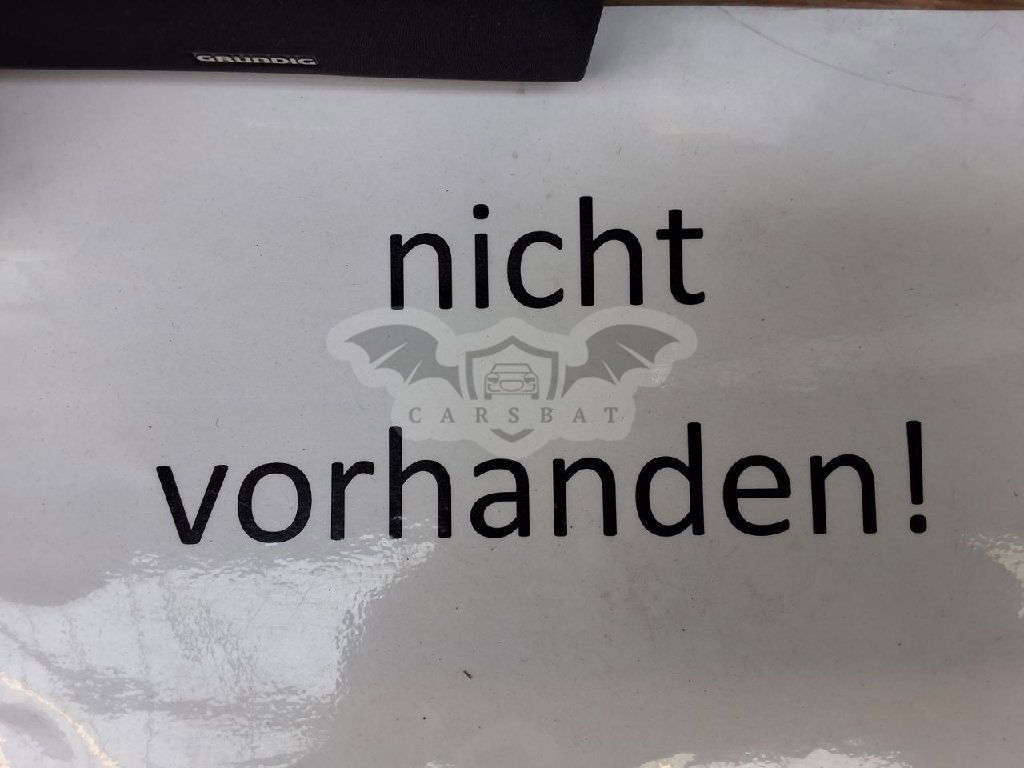 GRUNDIG
nicht
CARSBAT
vorhanden!